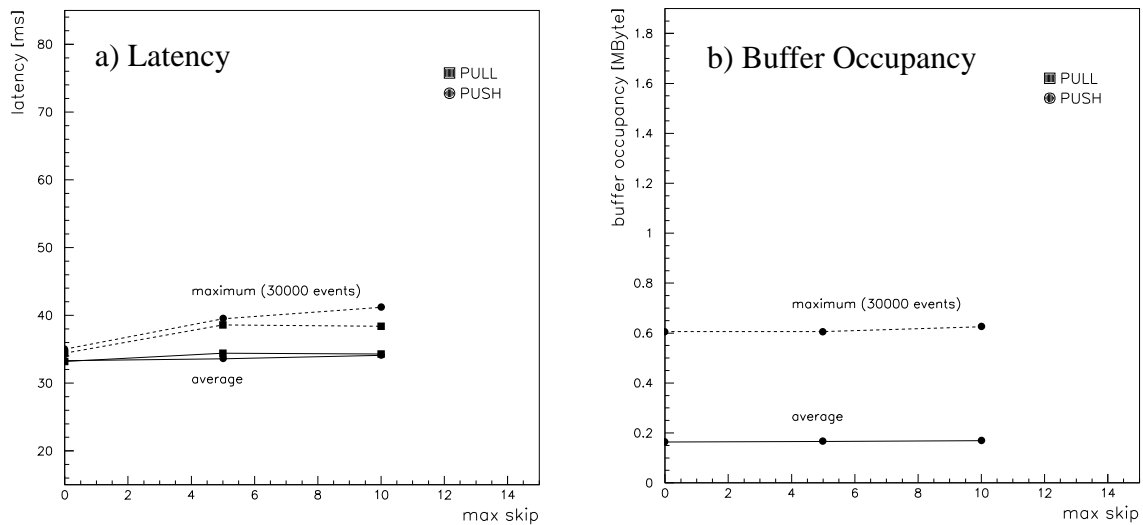 a) Latency
latency [ms]
PULL
PUSH
80
70
60
50
40
30
20
maximum (30000 events)
average
0 2 4 6 8 10 12 14
max skip
b) Buffer Occupancy
buffer occupancy [MByte]
PULL
PUSH
1.8
1.6
1.4
1.2
1
0.8
0.6
0.4
0.2
0
maximum (30000 events)
average
0 2 4 6 8 10 12 14
max skip